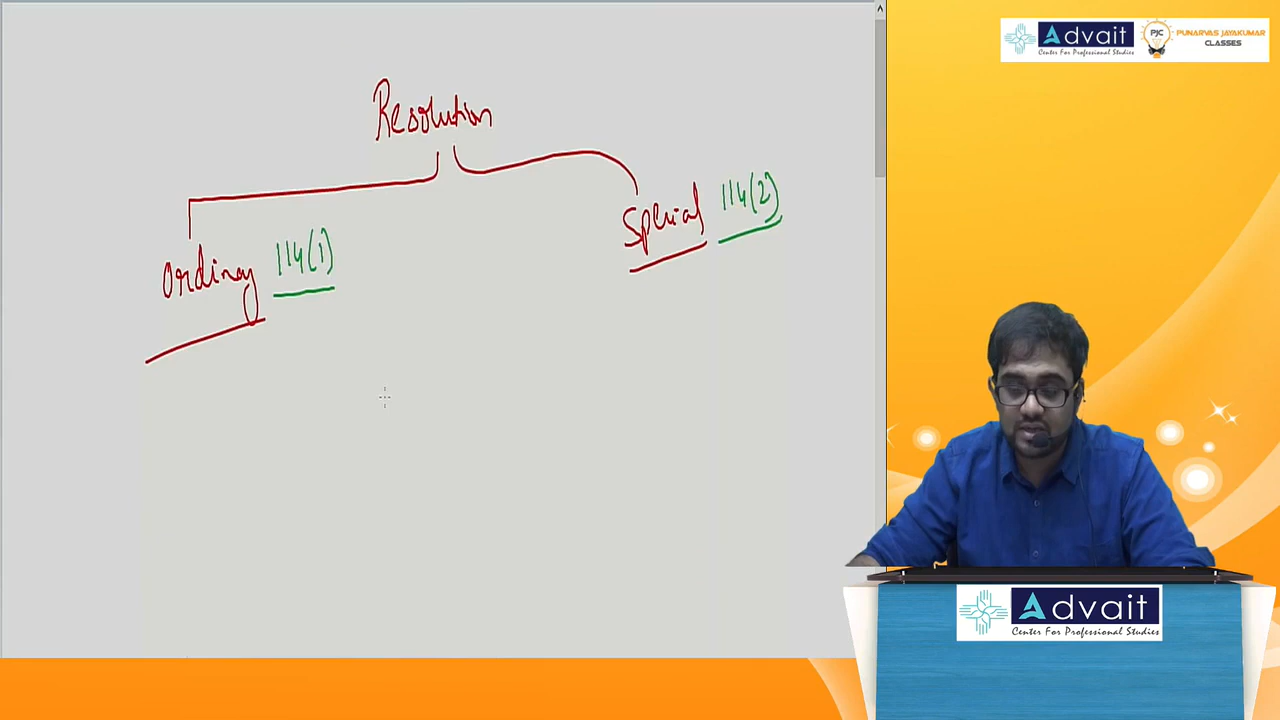 Advait
Center For Professional Studies
PJC
PUNARVAS JAYAKUMAR
CLASSES
Resolution
Special 114(2)
Ordinay 114(1)
Advait
Center For Professional Studies